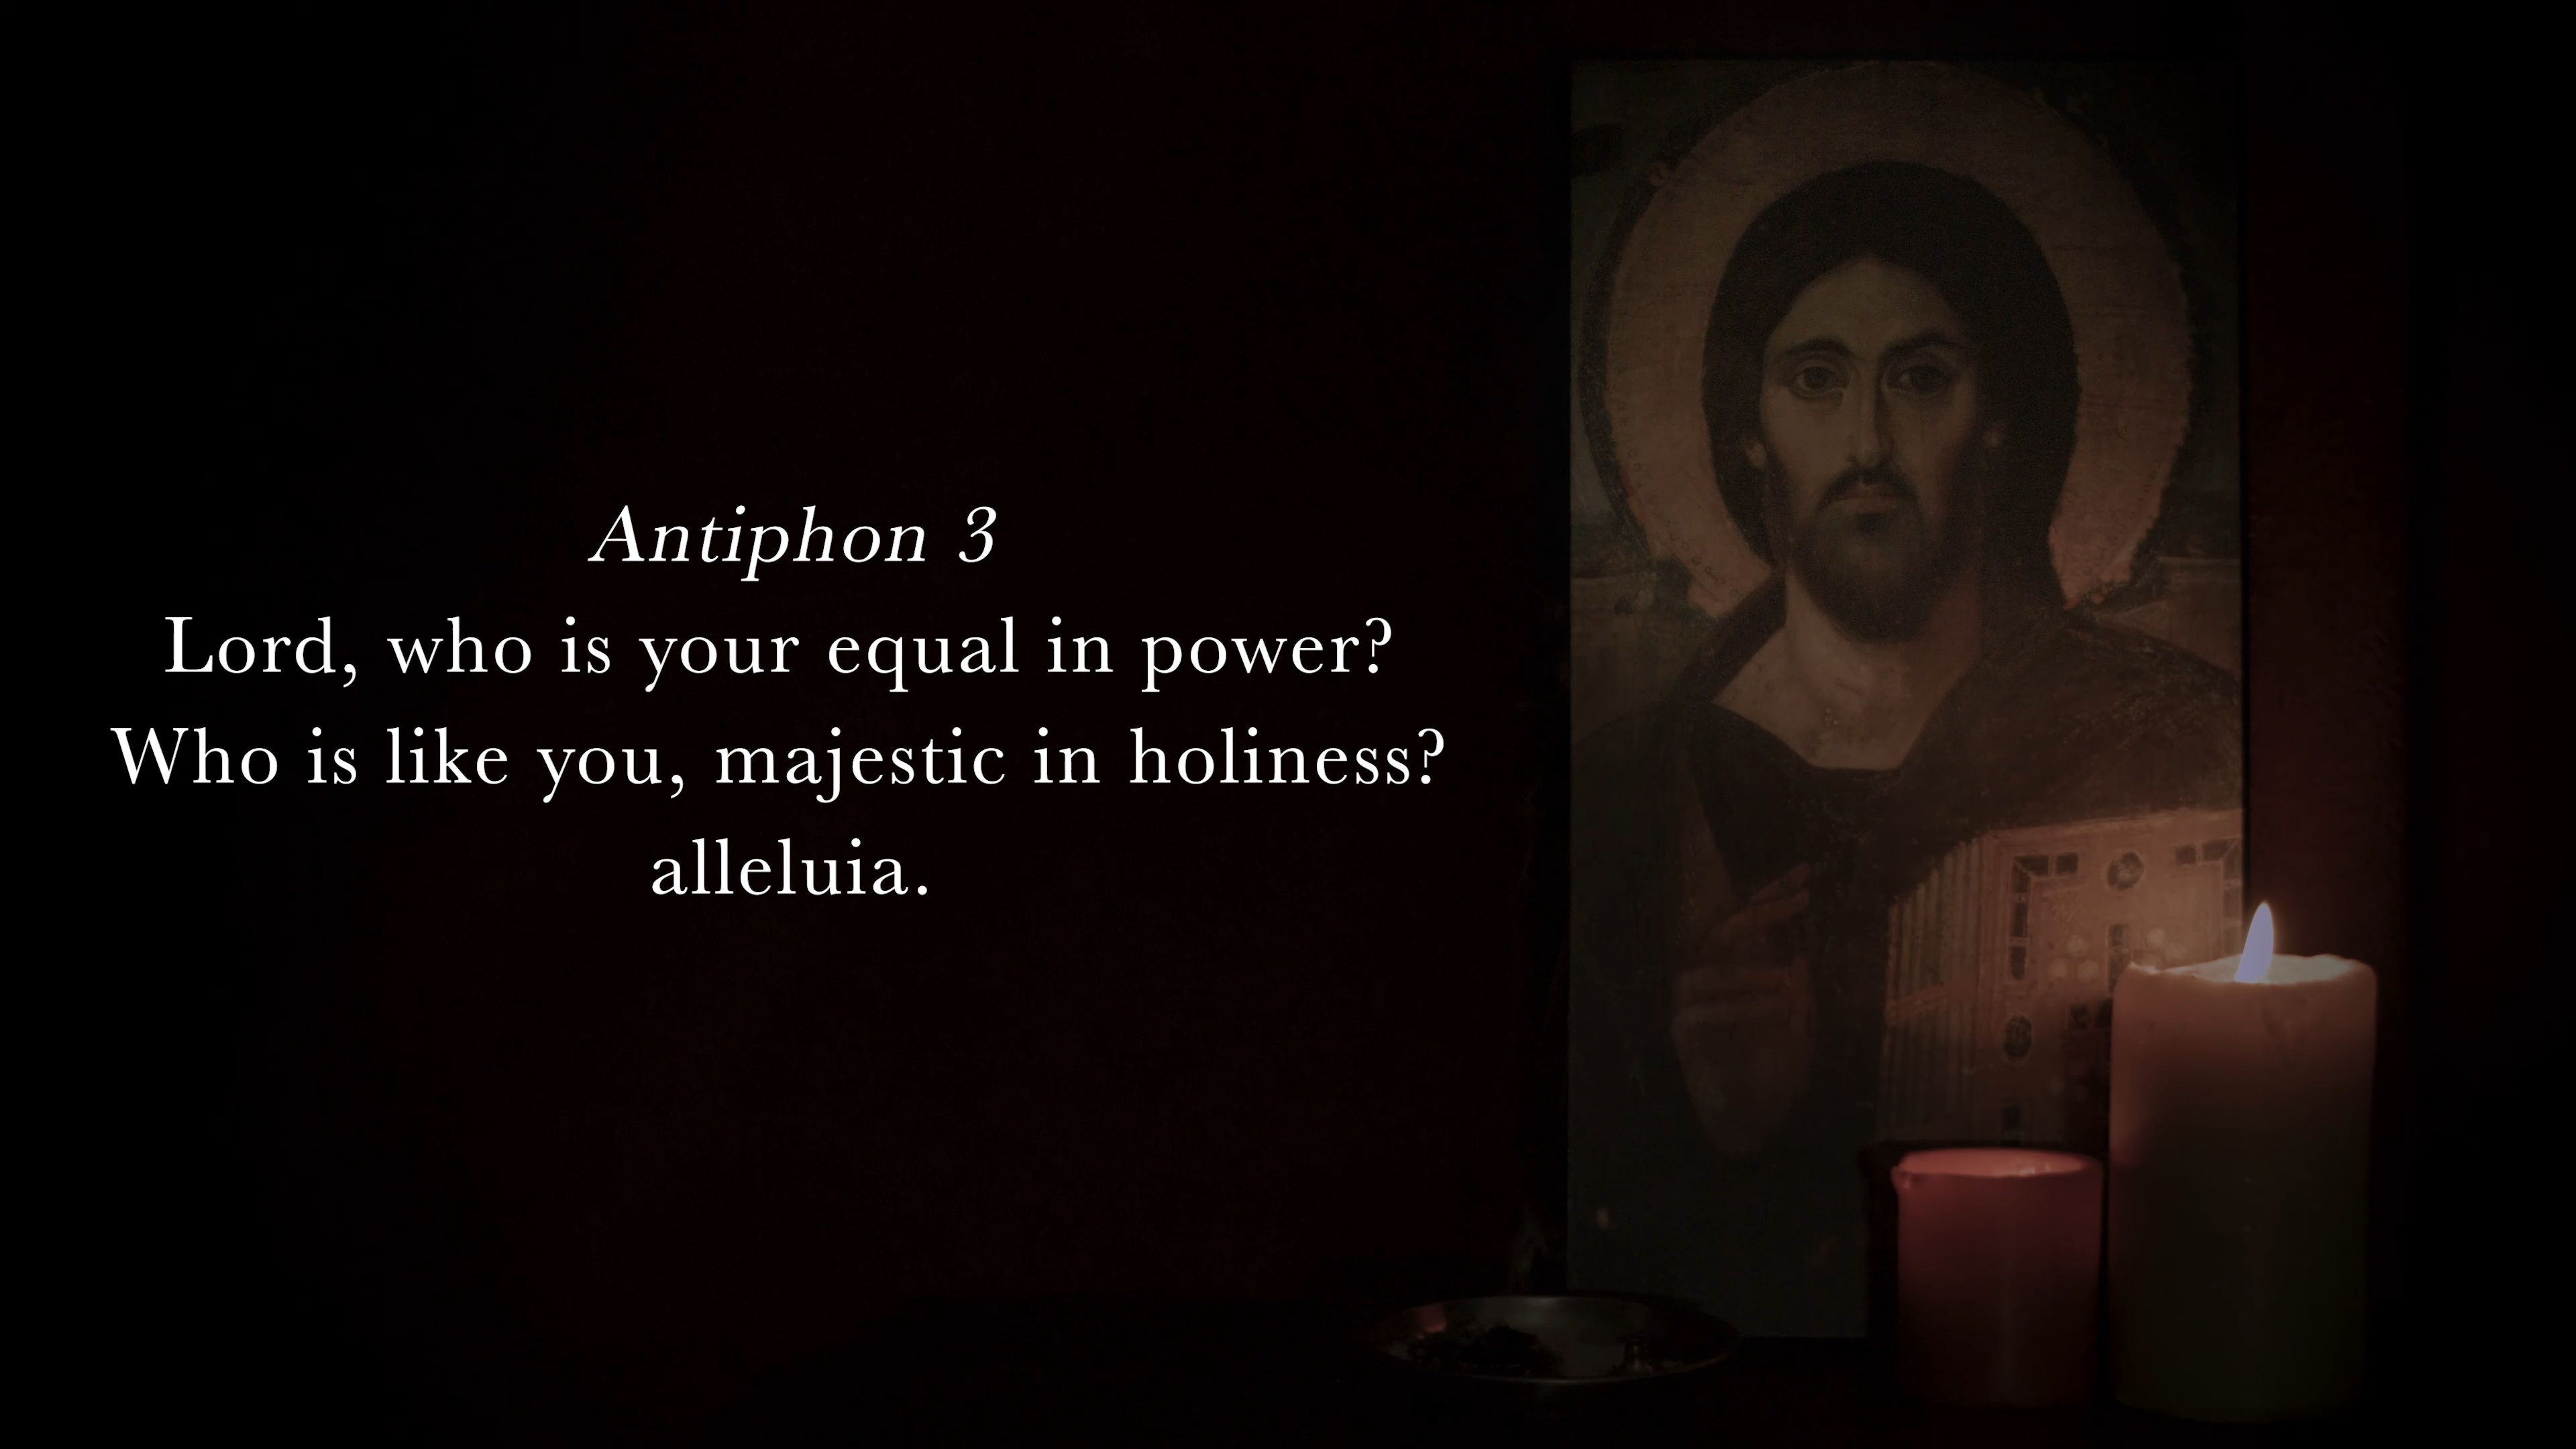 Antiphon 3
Lord, who is your equal in power?
Who is like you, majestic in holiness?
alleluia.